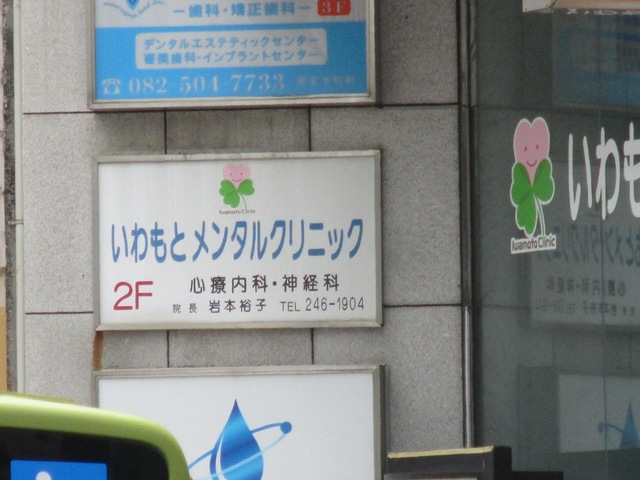 ー歯科・矯正歯科ー 3F
デンタルエステティックセンター
審美歯科・インプラントセンター
☎ 082 504-7733
Iwamoto Clinic
いわもとメンタルクリニック
2F
心療内科・神経科
院長 岩本裕子 TEL 246-1904
いわも
Iwamoto Clinic